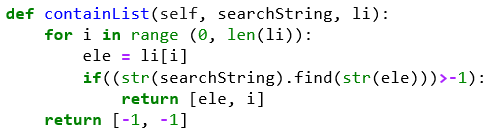 def containList(self, searchString, li):
    for i in range (0, len(li)):
        ele = li[i]
        if((str(searchString).find(str(ele)))>-1):
            return [ele, i]
    return [-1, -1]